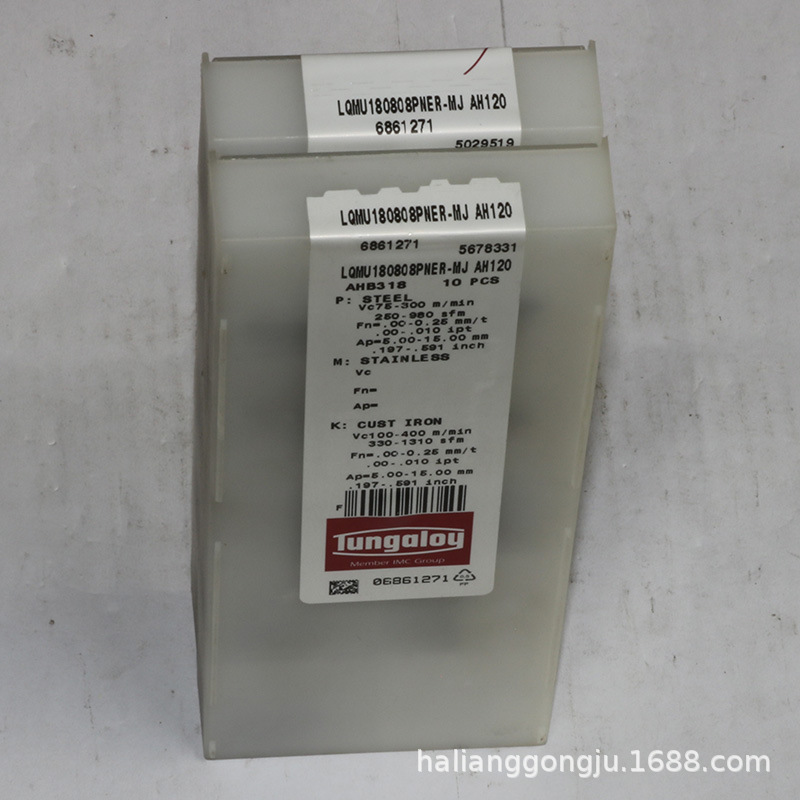 LQMU180808PNER-MJ AH120
6861271
5029519
LQMU180808PNER-MJ AH120
6861271 5678331
LQMU180808PNER-MJ AH120
AHB318 10 PCS
P: STEEL
Vc75-300 m/min
250-980 sfm
Fn=.00-0.25 mm/t
.00-.010 ipt
Ap=5.00-15.00 mm
.197-.591 inch
M: STAINLESS
Vc
Fn=
Ap=
K: CUST IRON
Vc100-400 m/min
330-1310 sfm
Fn=.00-0.25 mm/t
.00-.010 ipt
Ap=5.00-15.00 mm
.197-.591 inch
F
Tungaloy
Member IMC Group
06861271
PP
halianggongju.1688.com